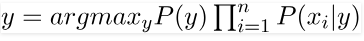 y = argmax_y P(y) ∏_{i=1}^{n} P(x_i|y)